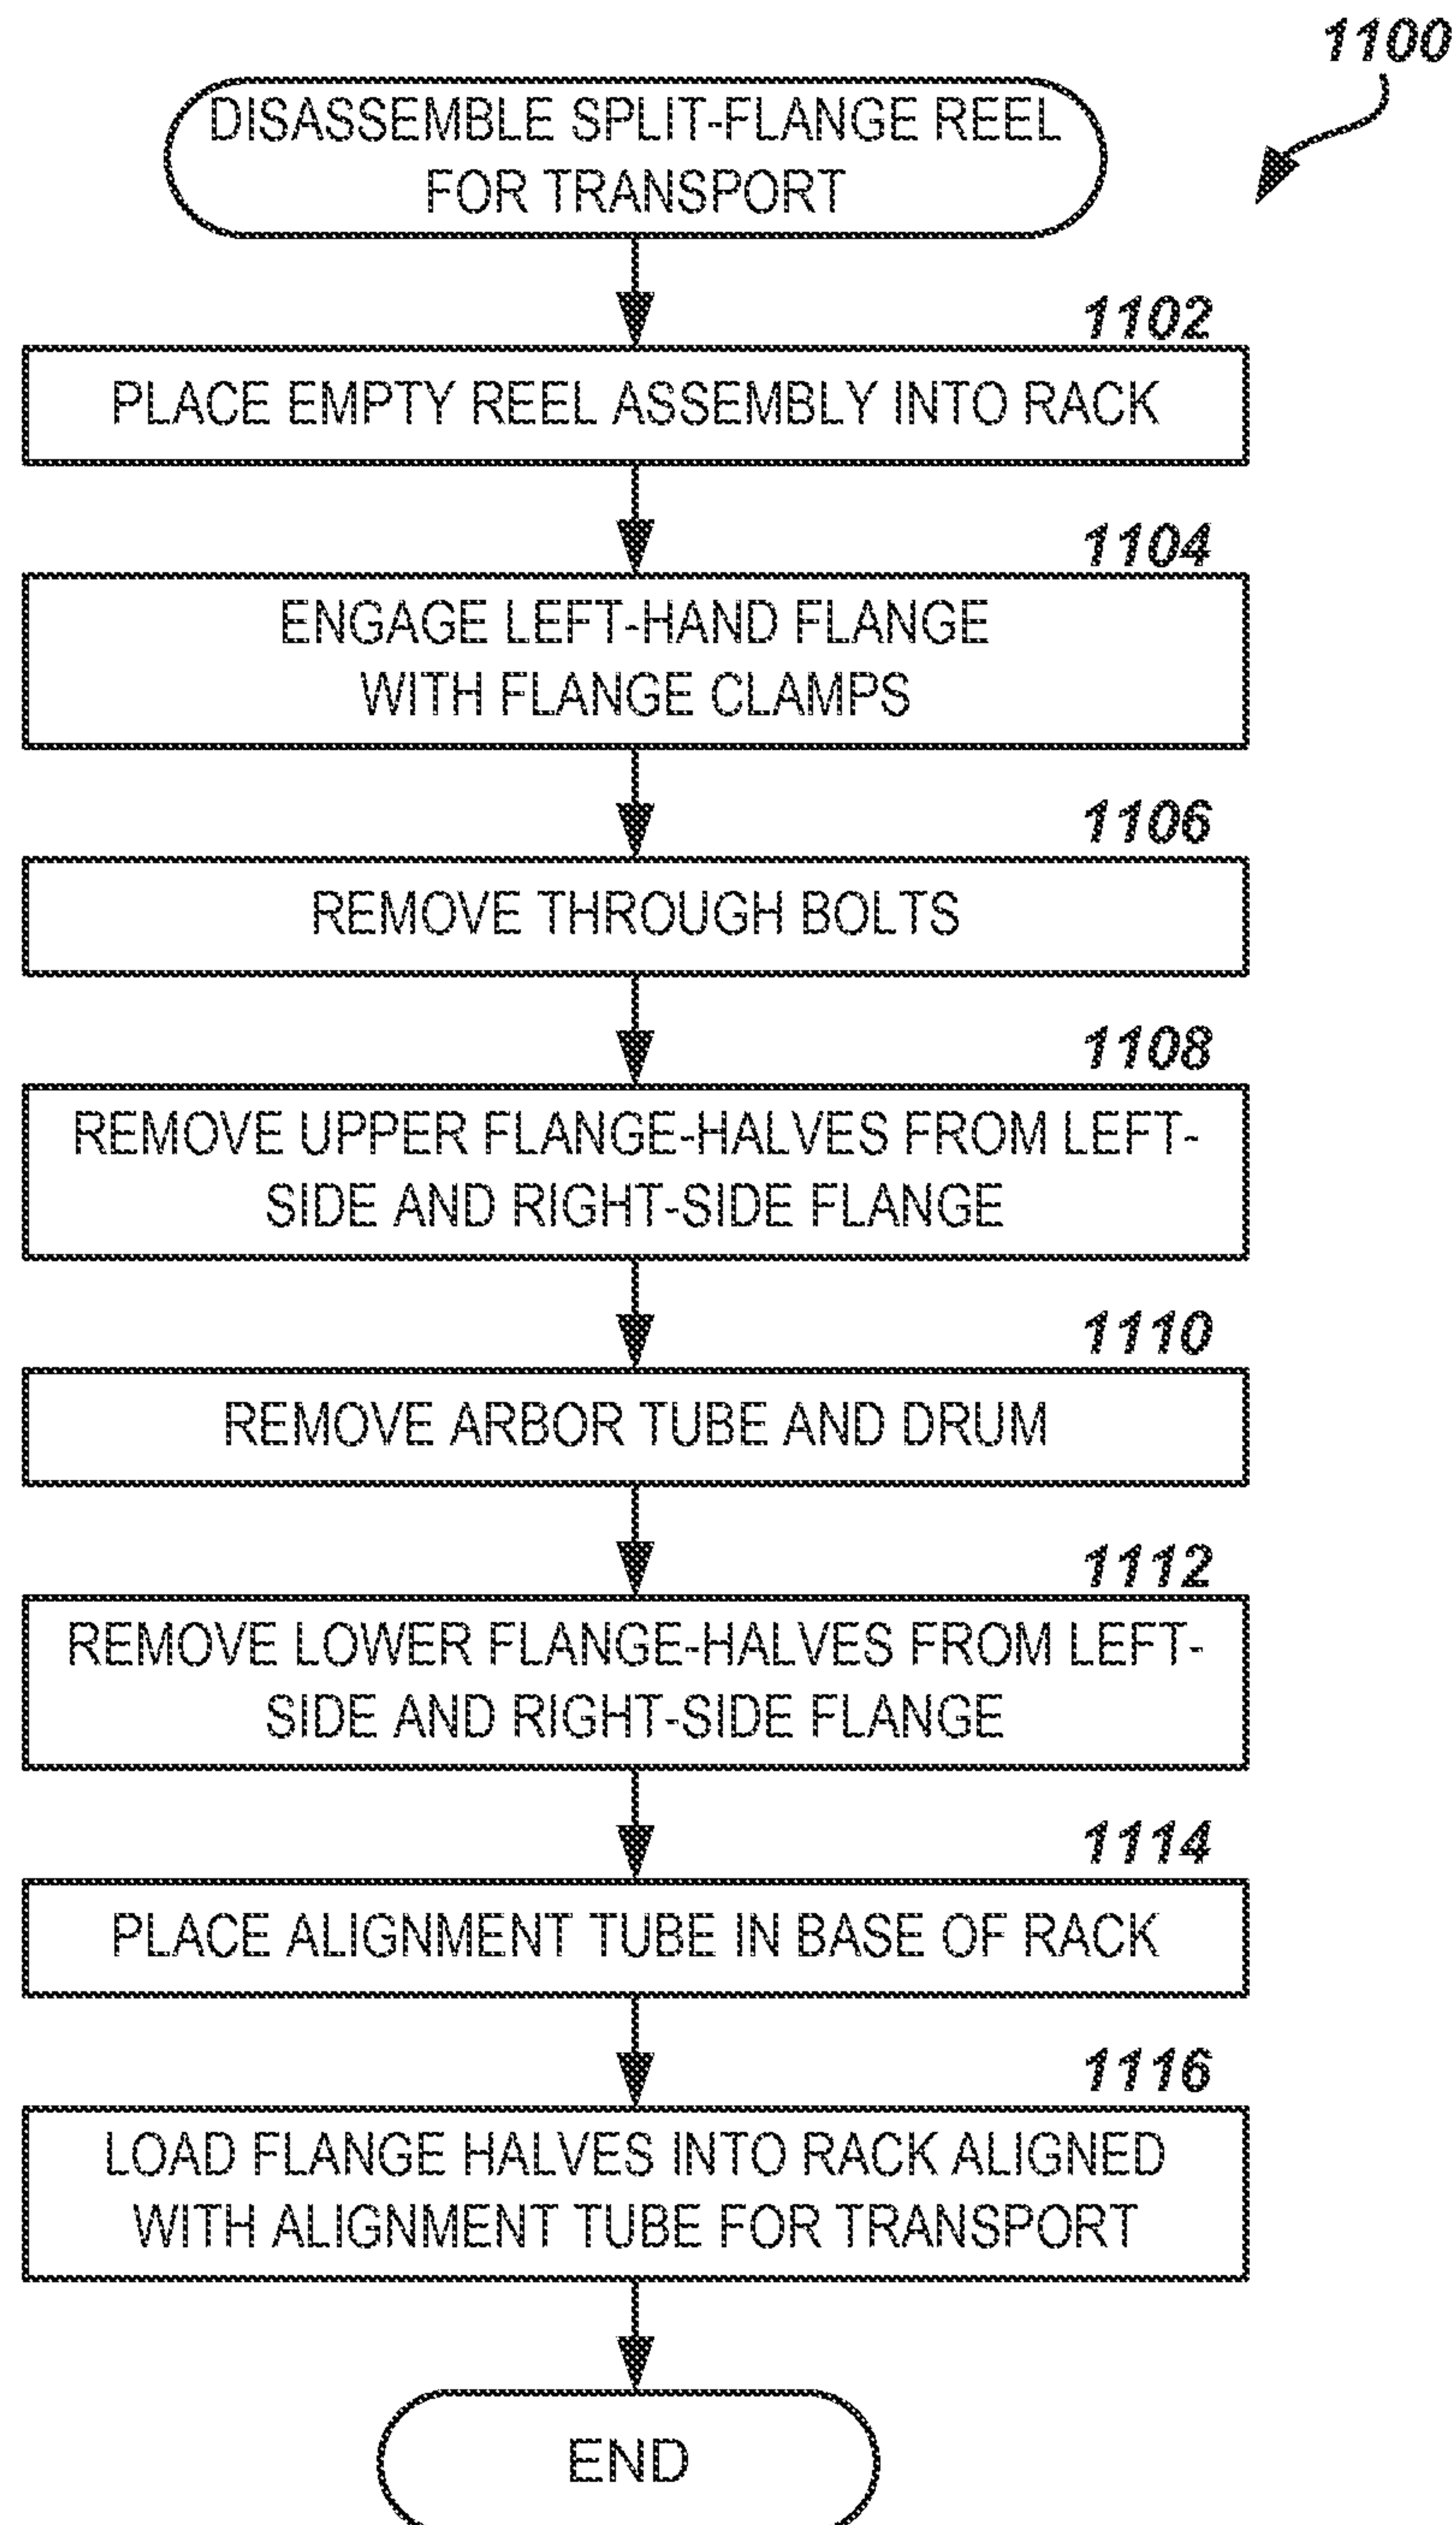 1100
DISASSEMBLE SPLIT-FLANGE REEL
FOR TRANSPORT
1102
PLACE EMPTY REEL ASSEMBLY INTO RACK
1104
ENGAGE LEFT-HAND FLANGE
WITH FLANGE CLAMPS
1106
REMOVE THROUGH BOLTS
1108
REMOVE UPPER FLANGE-HALVES FROM LEFT-
SIDE AND RIGHT-SIDE FLANGE
1110
REMOVE ARBOR TUBE AND DRUM
1112
REMOVE LOWER FLANGE-HALVES FROM LEFT-
SIDE AND RIGHT-SIDE FLANGE
1114
PLACE ALIGNMENT TUBE IN BASE OF RACK
1116
LOAD FLANGE HALVES INTO RACK ALIGNED
WITH ALIGNMENT TUBE FOR TRANSPORT
END